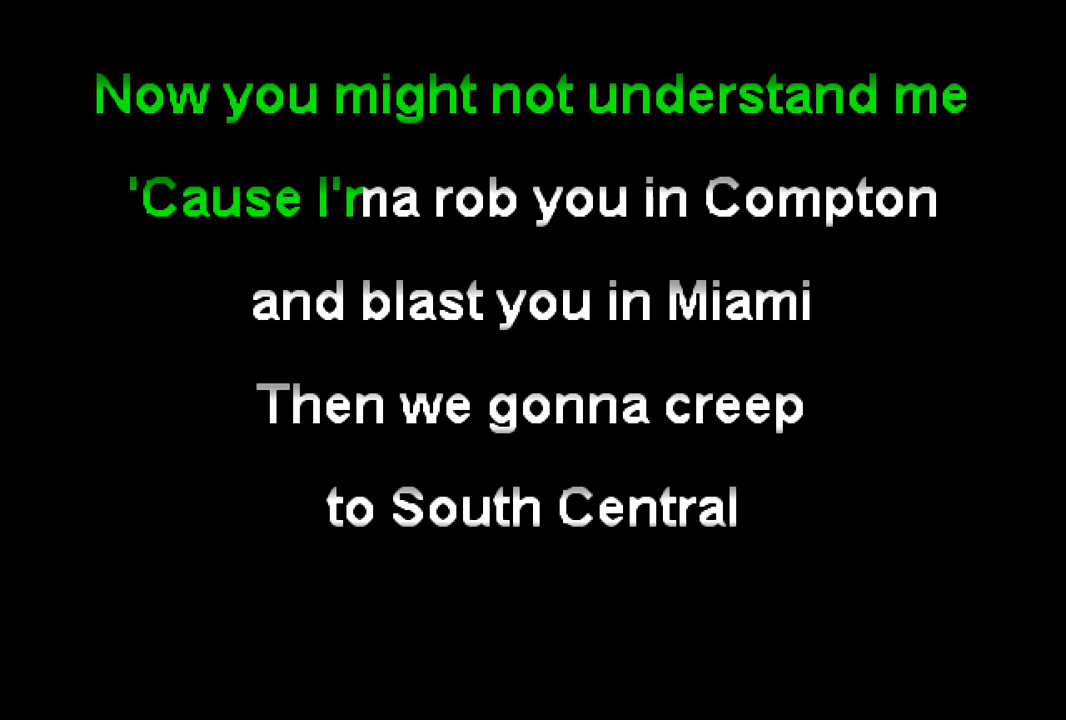 Now you might not understand me
'Cause I'ma rob you in Compton
and blast you in Miami
Then we gonna creep
to South Central